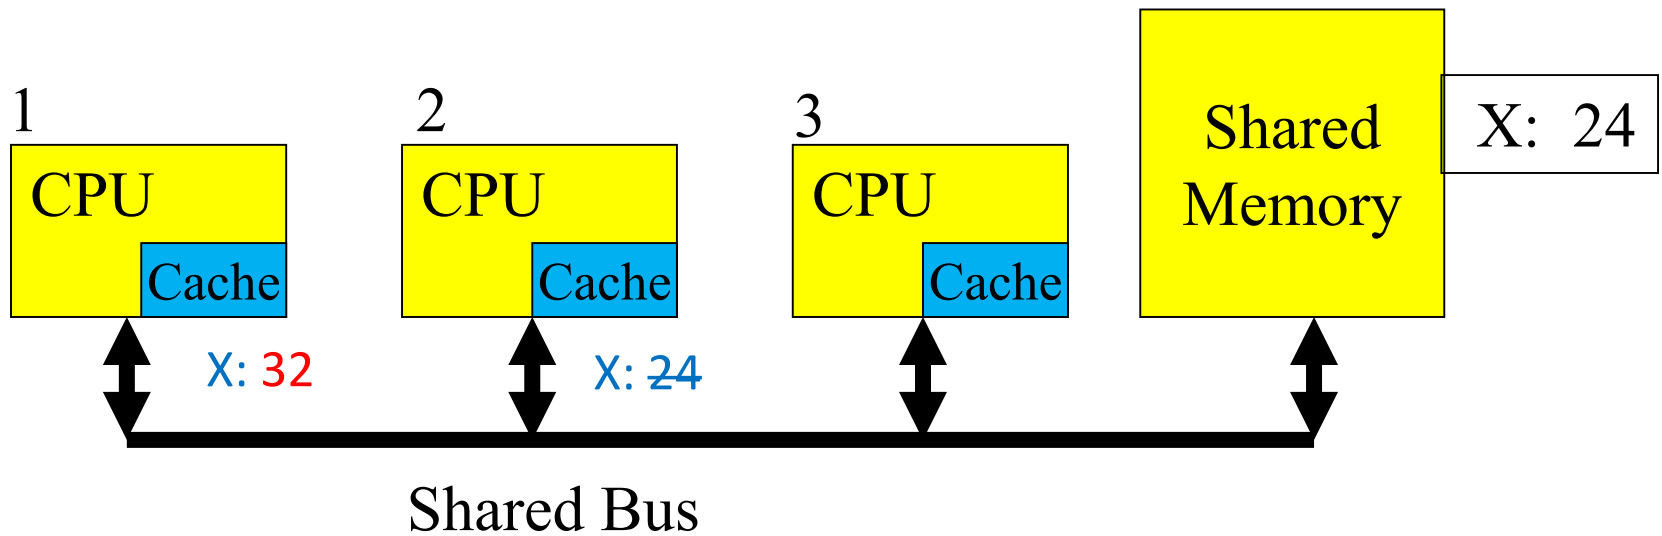 1
CPU
Cache
X: 32
2
CPU
Cache
X: 24
3
CPU
Cache
Shared
Memory
X: 24
Shared Bus